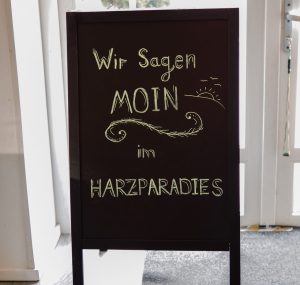 Wir Sagen
MOIN
im
HARZPARADIES